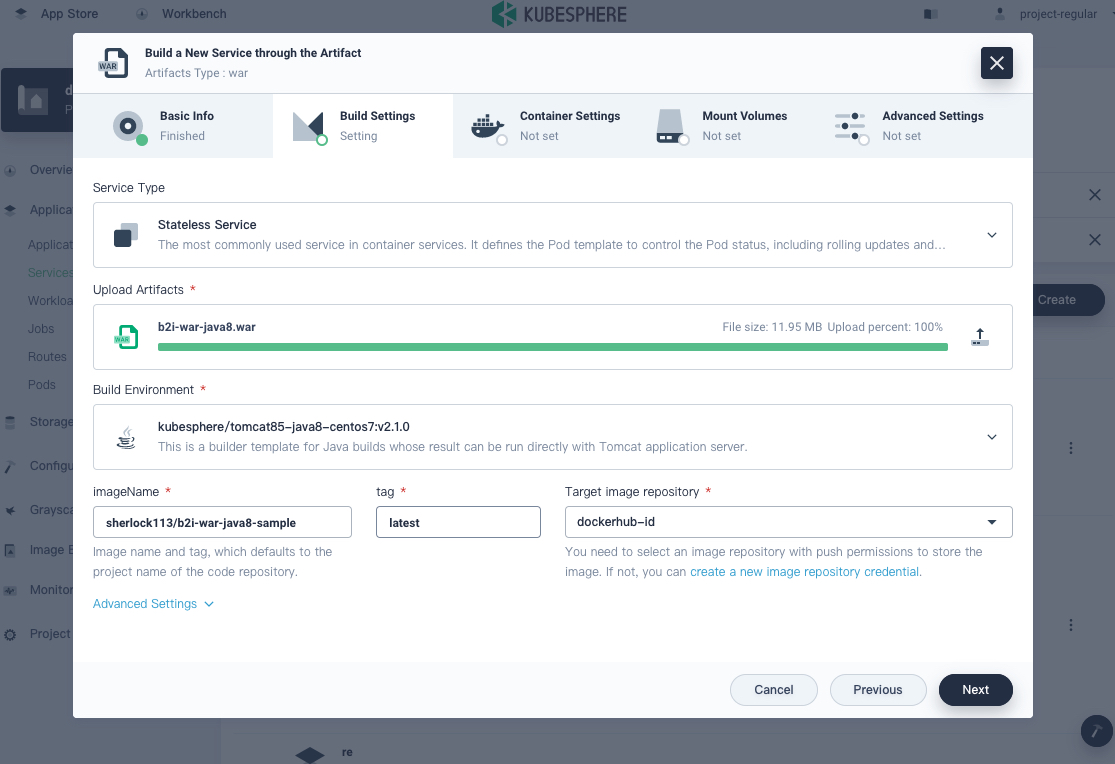 App Store
Workbench
KUBESPHERE
project-regular
Build a New Service through the Artifact
Artifacts Type : war
WAR
Basic Info
Finished
Build Settings
Setting
Container Settings
Not set
Mount Volumes
Not set
Advanced Settings
Not set
Service Type
Stateless Service
The most commonly used service in container services. It defines the Pod template to control the Pod status, including rolling updates and...
Upload Artifacts *
WAR
b2i-war-java8.war
File size: 11.95 MB Upload percent: 100%
Build Environment *
kubesphere/tomcat85-java8-centos7:v2.1.0
This is a builder template for Java builds whose result can be run directly with Tomcat application server.
imageName *
tag *
Target image repository *
sherlock113/b2i-war-java8-sample
latest
dockerhub-id
Image name and tag, which defaults to the
project name of the code repository.
You need to select an image repository with push permissions to store the
image. If not, you can create a new image repository credential.
Advanced Settings
Cancel
Previous
Next
Overvie
Applica
Applicat
Services
Workloa
Jobs
Routes
Pods
Storage
Configu
Graysca
Image B
Monitor
Project
Create
re